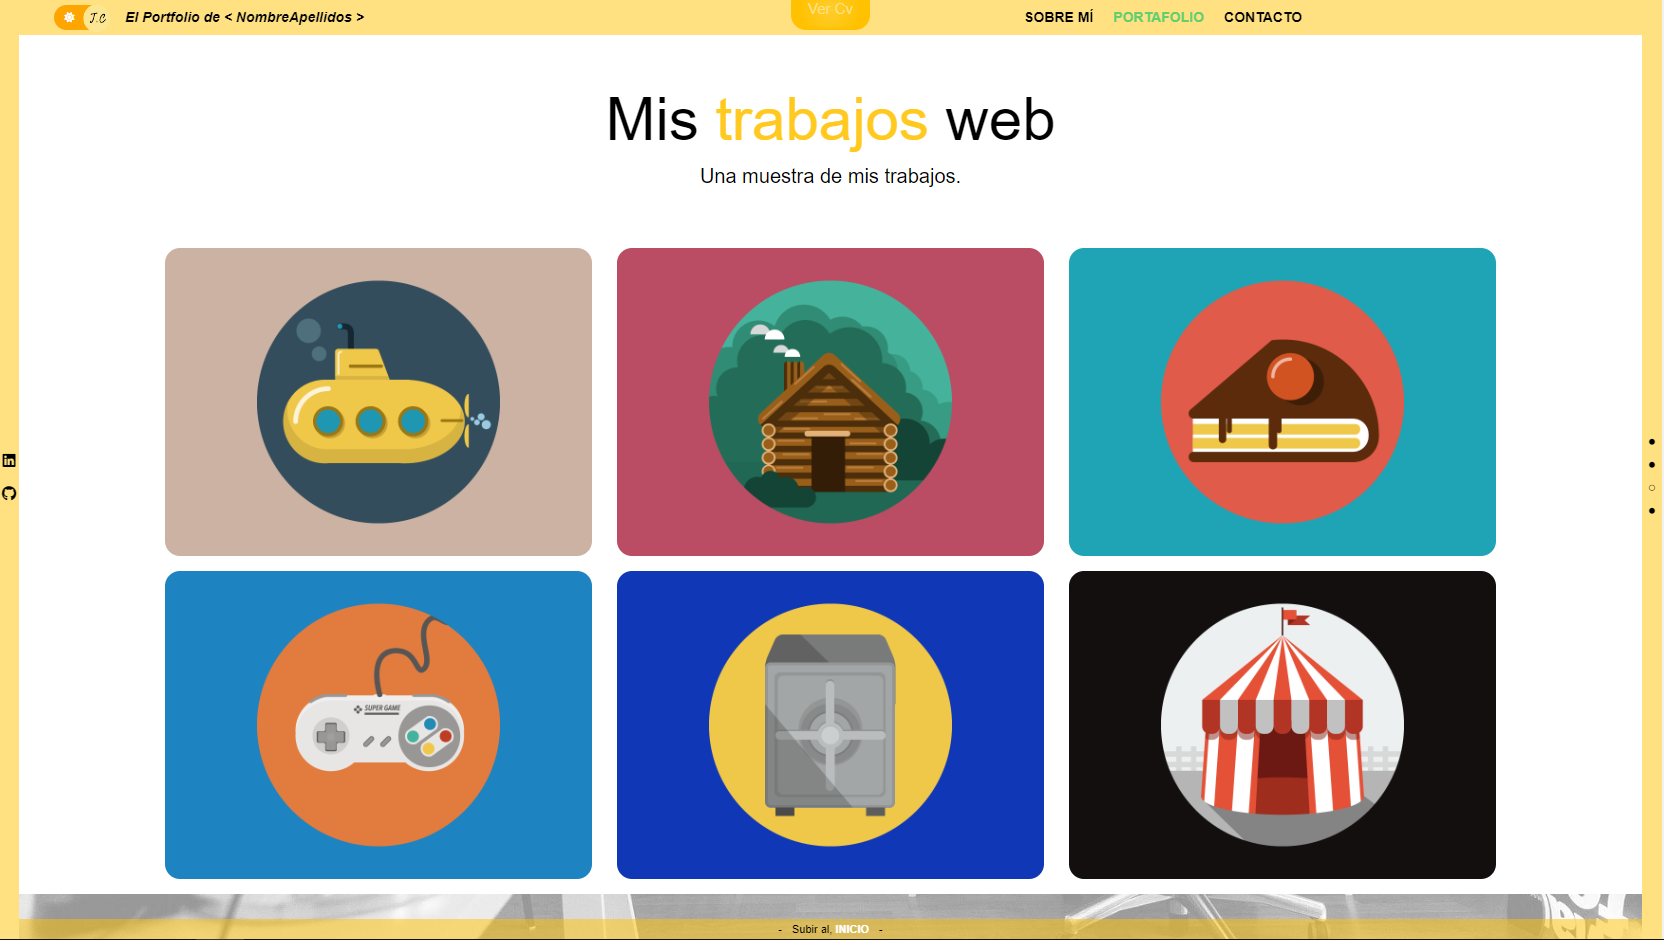 J.C
El Portfolio de < NombreApellidos >
Ver Cv
SOBRE MÍ PORTAFOLIO CONTACTO
Mis trabajos web
Una muestra de mis trabajos.
SUPER GAME
- Subir al, INICIO -